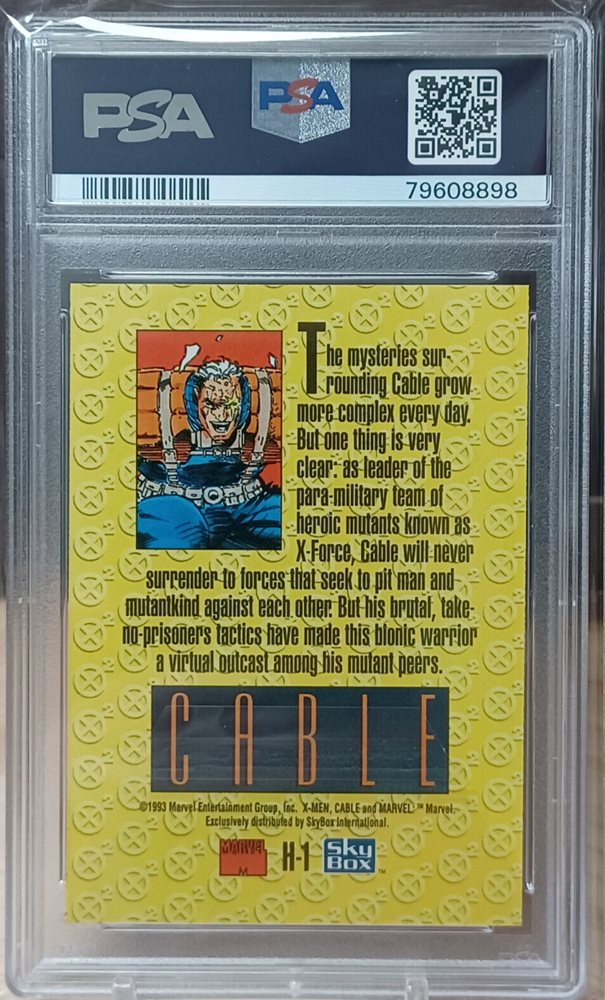 PSA
PSA
79608898
The mysteries sur-
rounding Cable grow
more complex every day.
But one thing is very
clear: as leader of the
para-military team of
heroic mutants known as
X-Force, Cable will never
surrender to forces that seek to pit man and
mutantkind against each other. But his brutal, take-
no-prisoners tactics have made this bionic warrior
a virtual outcast among his mutant peers.
CABLE
©1993 Marvel Entertainment Group, Inc. X-MEN, CABLE and MARVEL: ™ Marvel.
Exclusively distributed by SkyBox International.
MARVEL
M
H-1
Sky
Box™
PSA